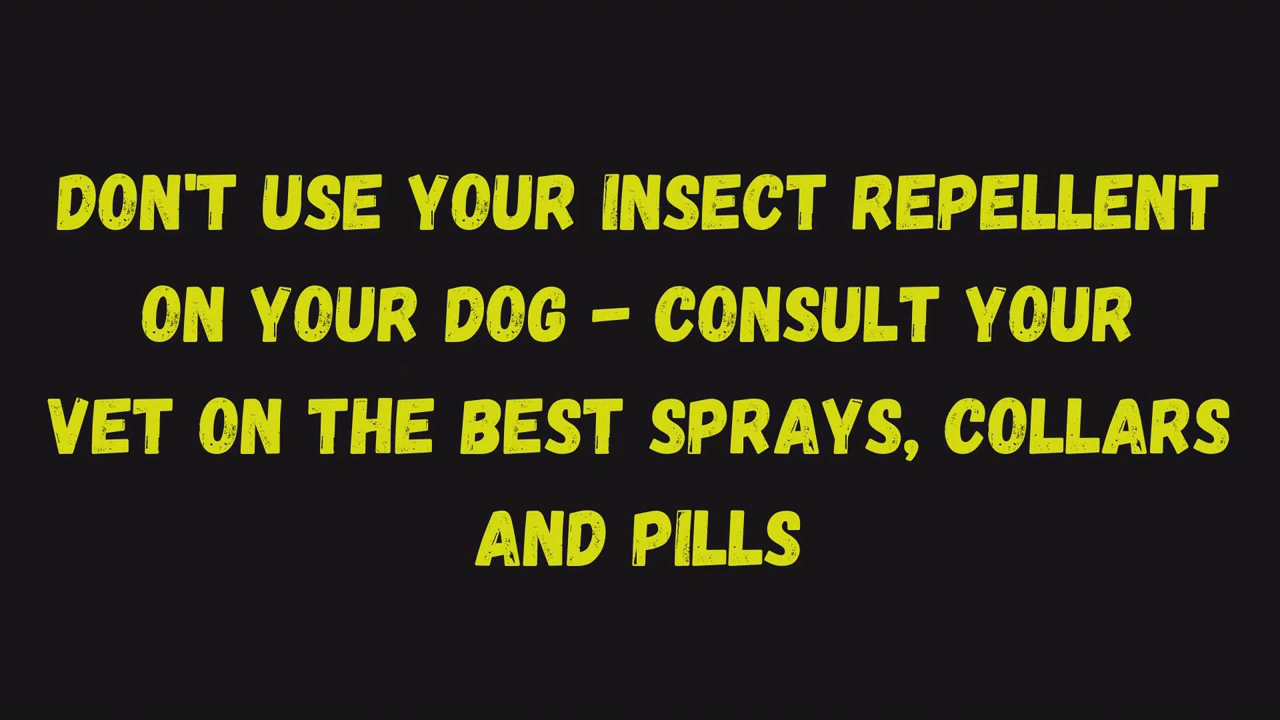 DON'T USE YOUR INSECT REPELLENT
ON YOUR DOG - CONSULT YOUR
VET ON THE BEST SPRAYS, COLLARS
AND PILLS